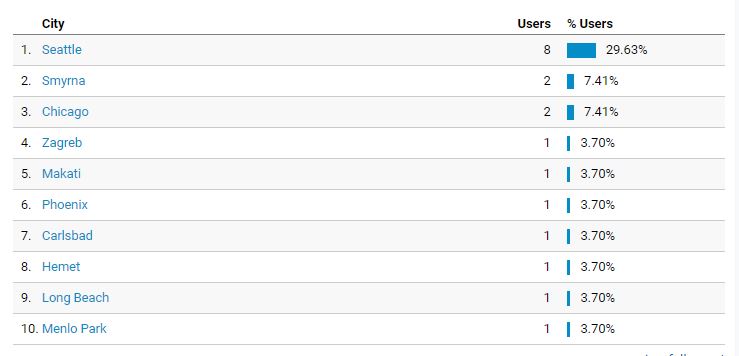 City Users % Users
1. Seattle 8 29.63%
2. Smyrna 2 7.41%
3. Chicago 2 7.41%
4. Zagreb 1 3.70%
5. Makati 1 3.70%
6. Phoenix 1 3.70%
7. Carlsbad 1 3.70%
8. Hemet 1 3.70%
9. Long Beach 1 3.70%
10. Menlo Park 1 3.70%